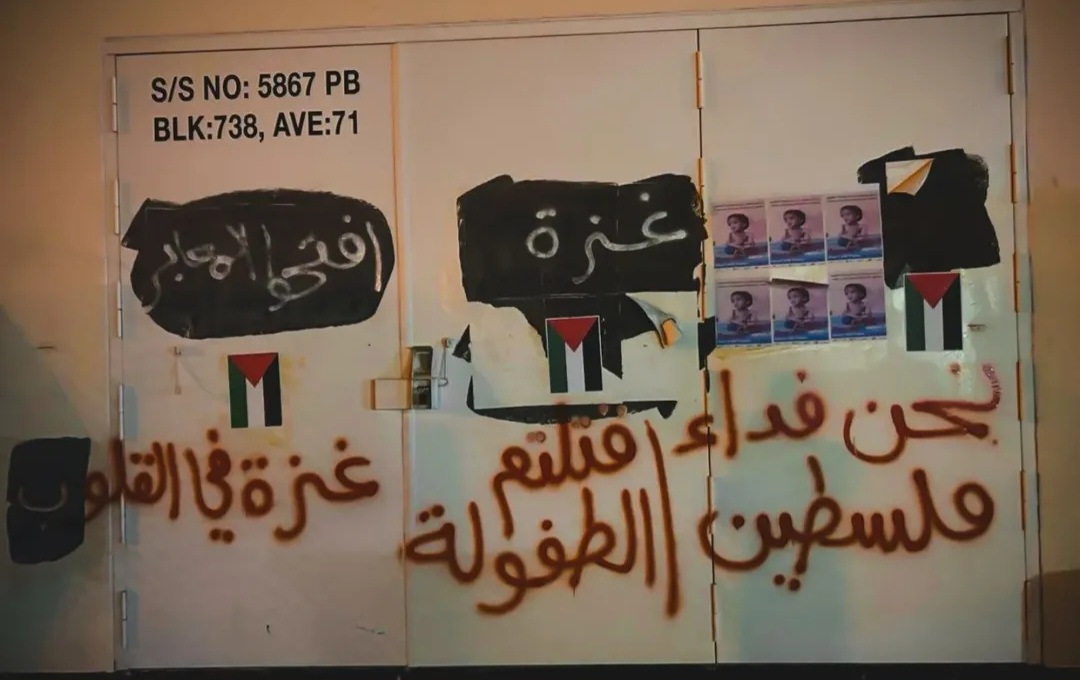 S/S NO: 5867 PB
BLK:738, AVE:71
افتحوا المعابر
غزة
نحن فداء
فلسطين
قتلتم
الطفولة
غزة في القلوب